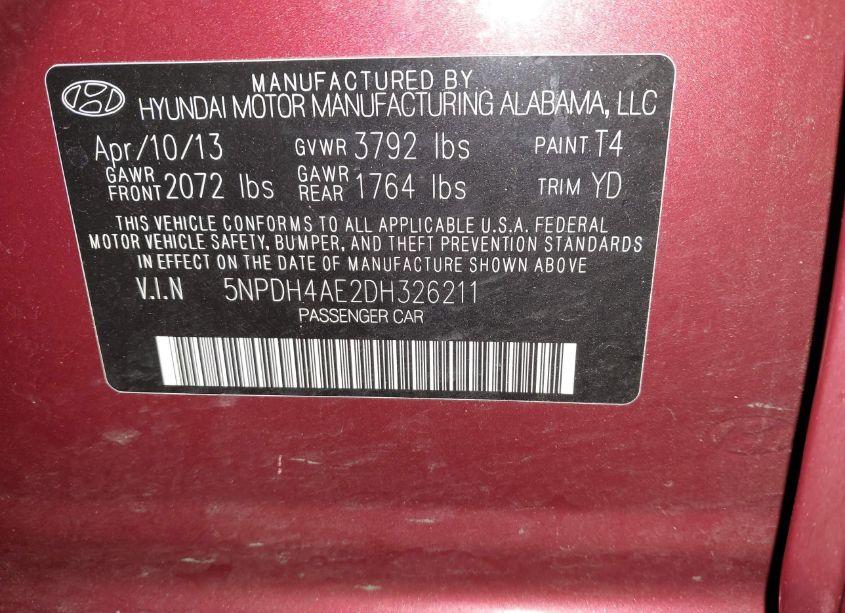 MANUFACTURED BY
HYUNDAI MOTOR MANUFACTURING ALABAMA, LLC
Apr/10/13 GVWR 3792 lbs PAINT T4
GAWR FRONT 2072 lbs GAWR REAR 1764 lbs TRIM YD
THIS VEHICLE CONFORMS TO ALL APPLICABLE U.S.A. FEDERAL
MOTOR VEHICLE SAFETY, BUMPER, AND THEFT PREVENTION STANDARDS
IN EFFECT ON THE DATE OF MANUFACTURE SHOWN ABOVE
V.I.N 5NPDH4AE2DH326211
PASSENGER CAR